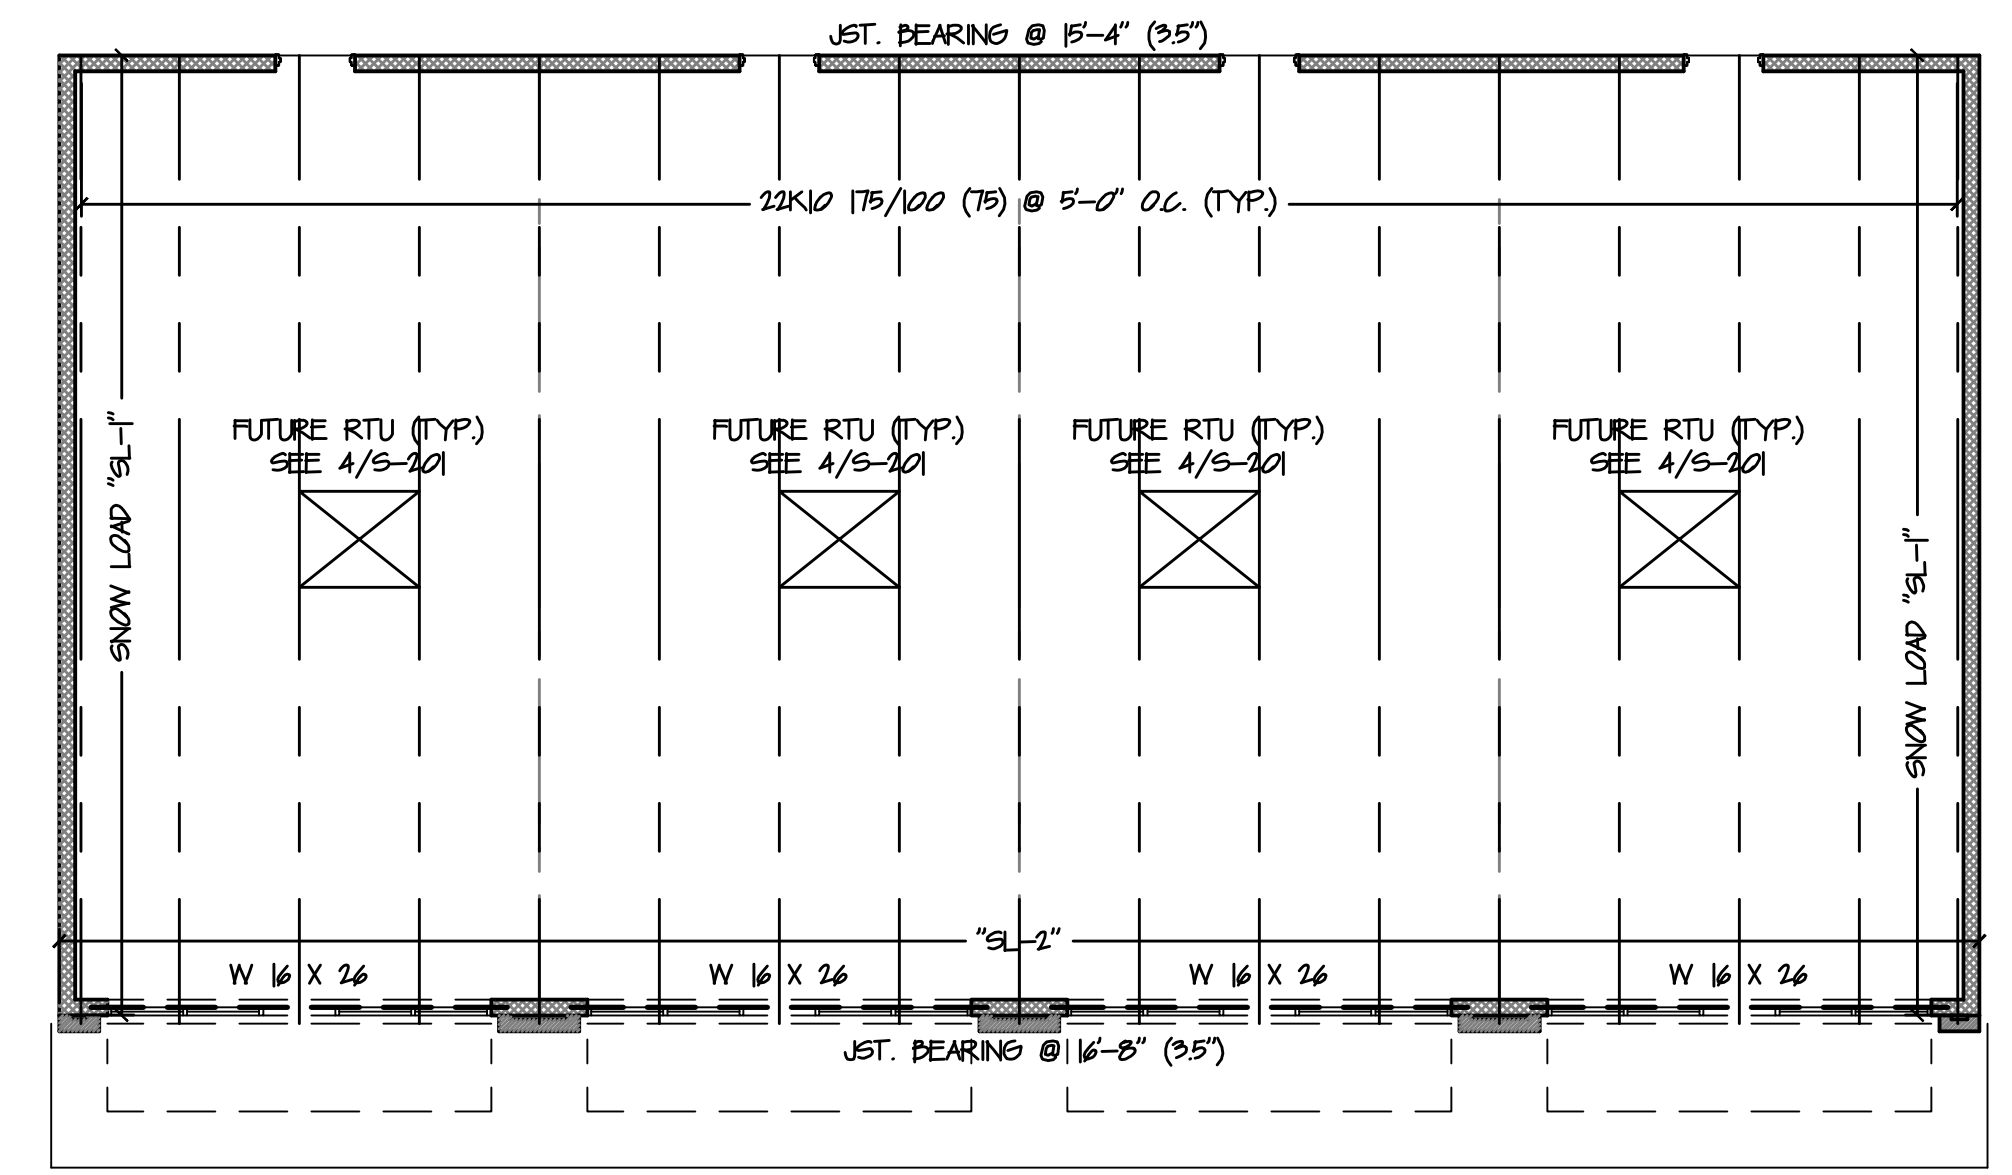 JST. BEARING @ 15'-4" (3.5")
22K10 175/100 (75) @ 5'-0" O.C. (TYP.)
SNOW LOAD "SL-1"
FUTURE RTU (TYP.)
SEE 4/S-201
FUTURE RTU (TYP.)
SEE 4/S-201
FUTURE RTU (TYP.)
SEE 4/S-201
FUTURE RTU (TYP.)
SEE 4/S-201
SNOW LOAD "SL-1"
"SL-2"
W 16 X 26
W 16 X 26
W 16 X 26
W 16 X 26
JST. BEARING @ 16'-8" (3.5")